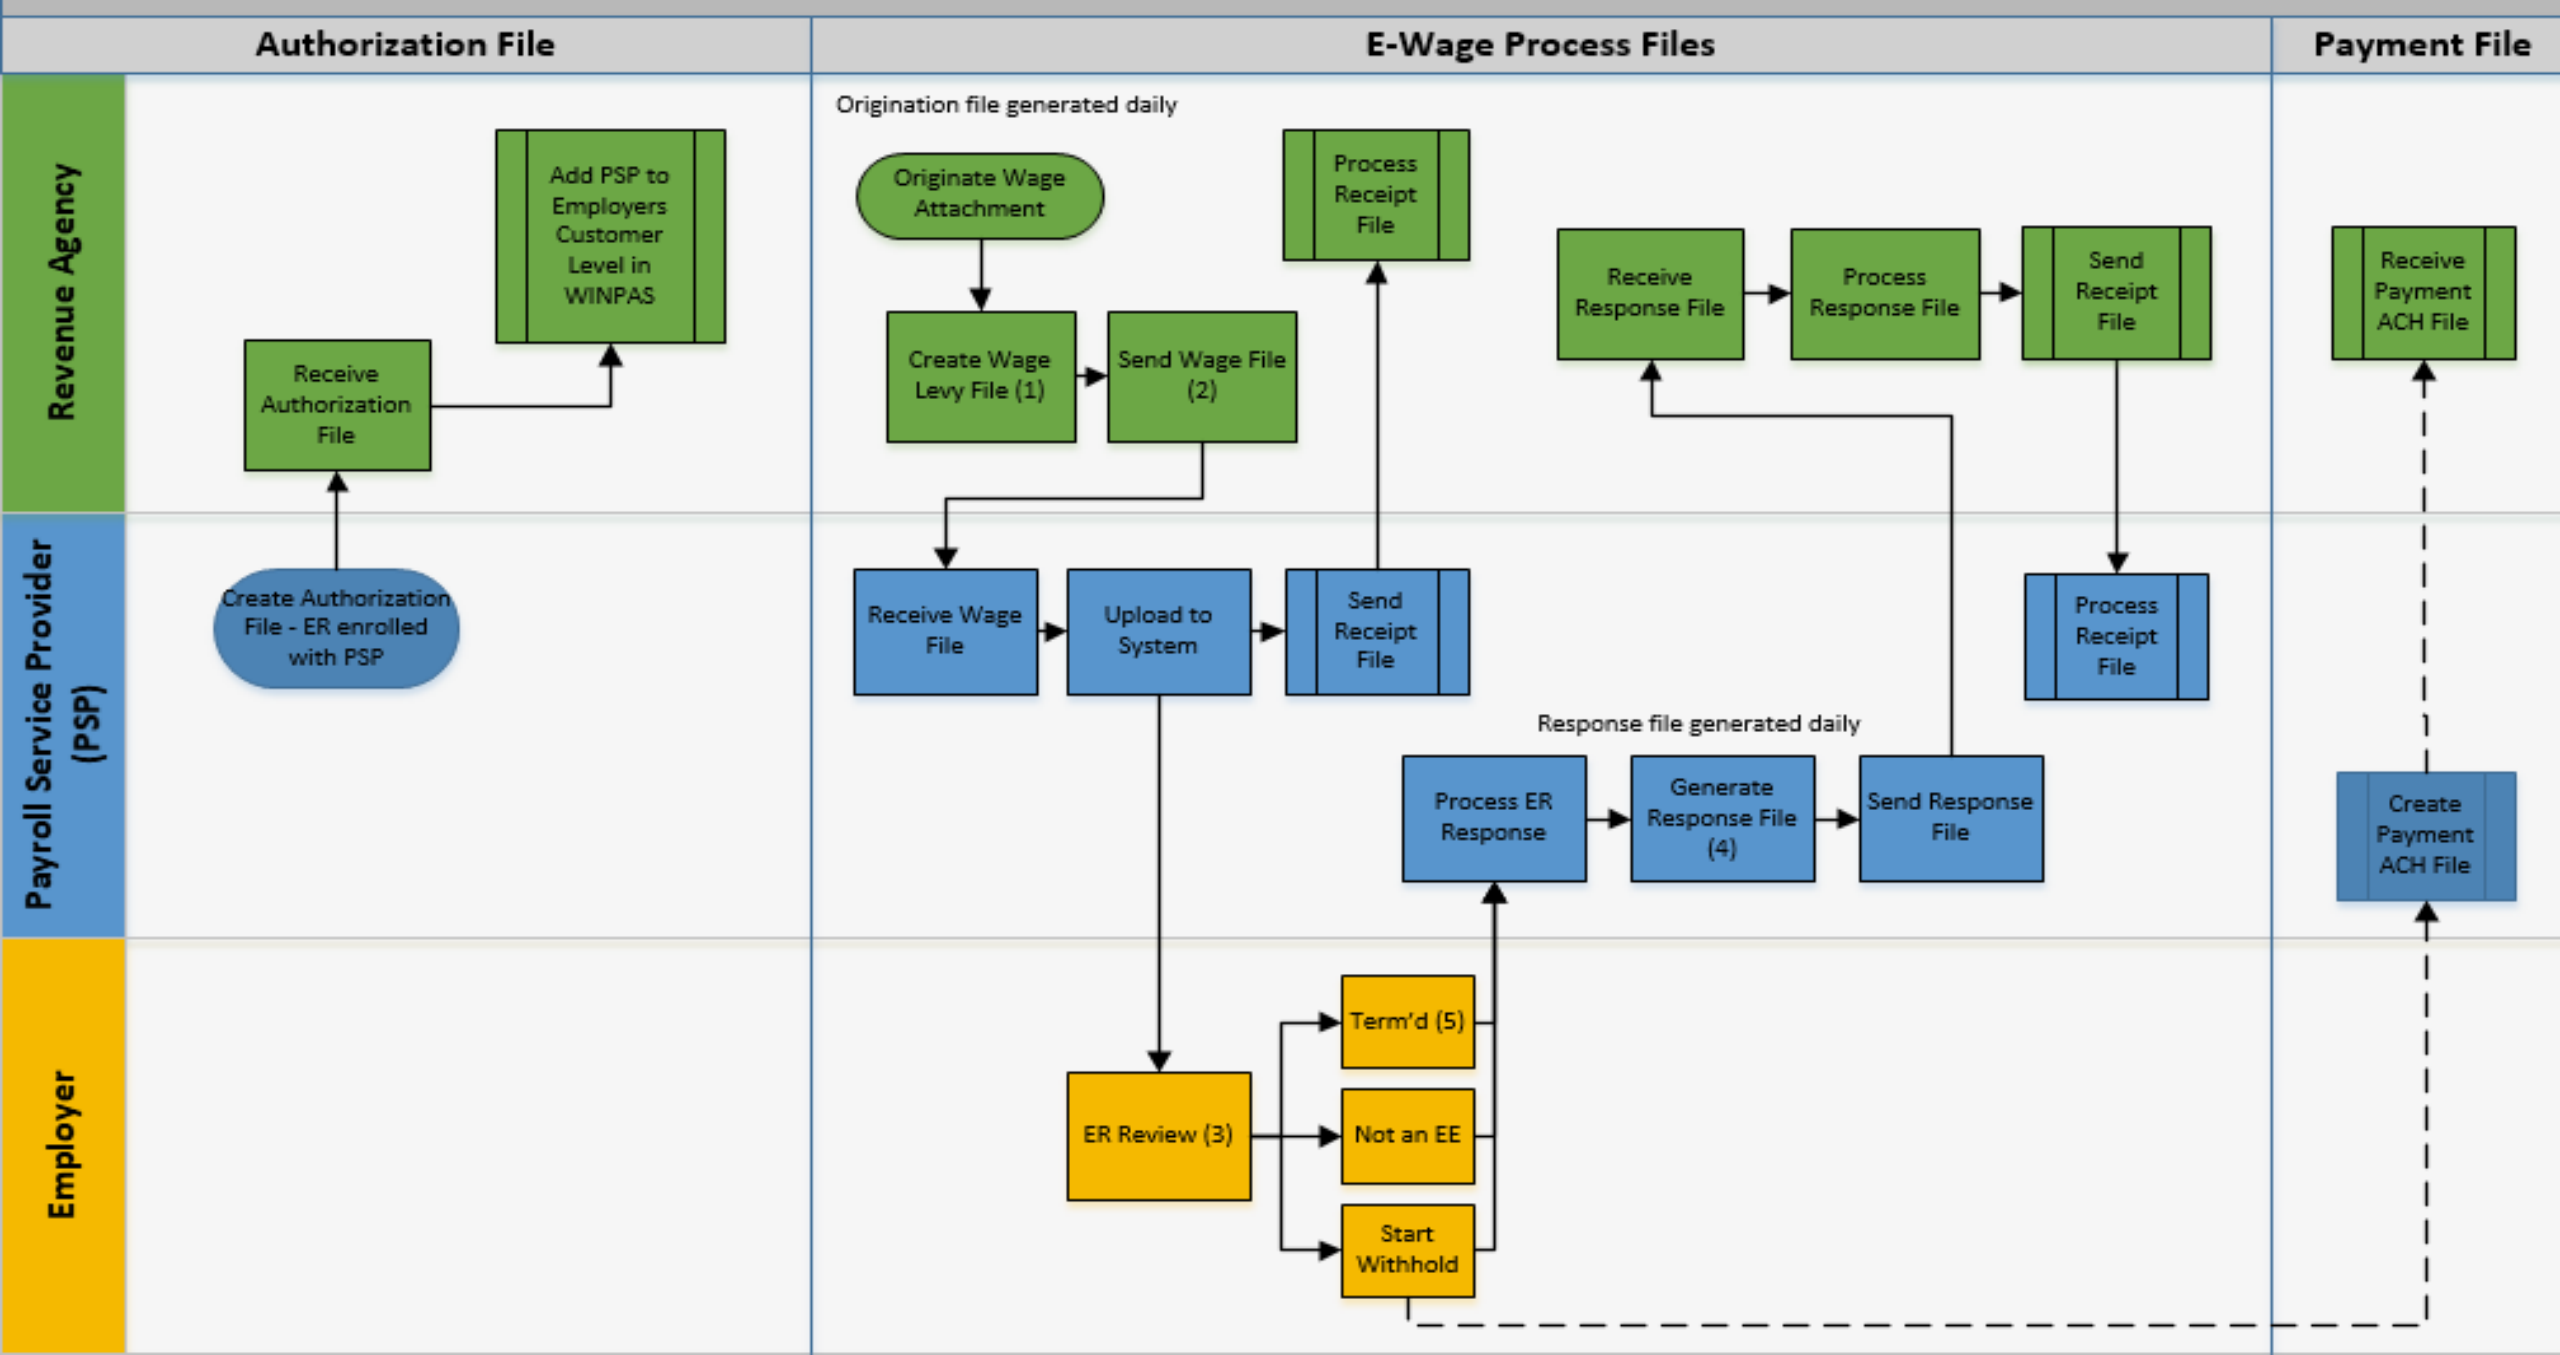 Authorization File
E-Wage Process Files
Payment File
Revenue Agency
Add PSP to
Employers
Customer
Level in
WINPAS
Receive
Authorization
File
Origination file generated daily
Originate Wage
Attachment
Create Wage
Levy File (1)
Send Wage File
(2)
Process
Receipt
File
Receive
Response File
Process
Response File
Send
Receipt
File
Receive
Payment
ACH File
Payroll Service Provider
(PSP)
Create Authorization
File - ER enrolled
with PSP
Receive Wage
File
Upload to
System
Send
Receipt
File
Process
Receipt
File
Response file generated daily
Process ER
Response
Generate
Response File
(4)
Send Response
File
Create
Payment
ACH File
Employer
ER Review (3)
Term'd (5)
Not an EE
Start
Withhold